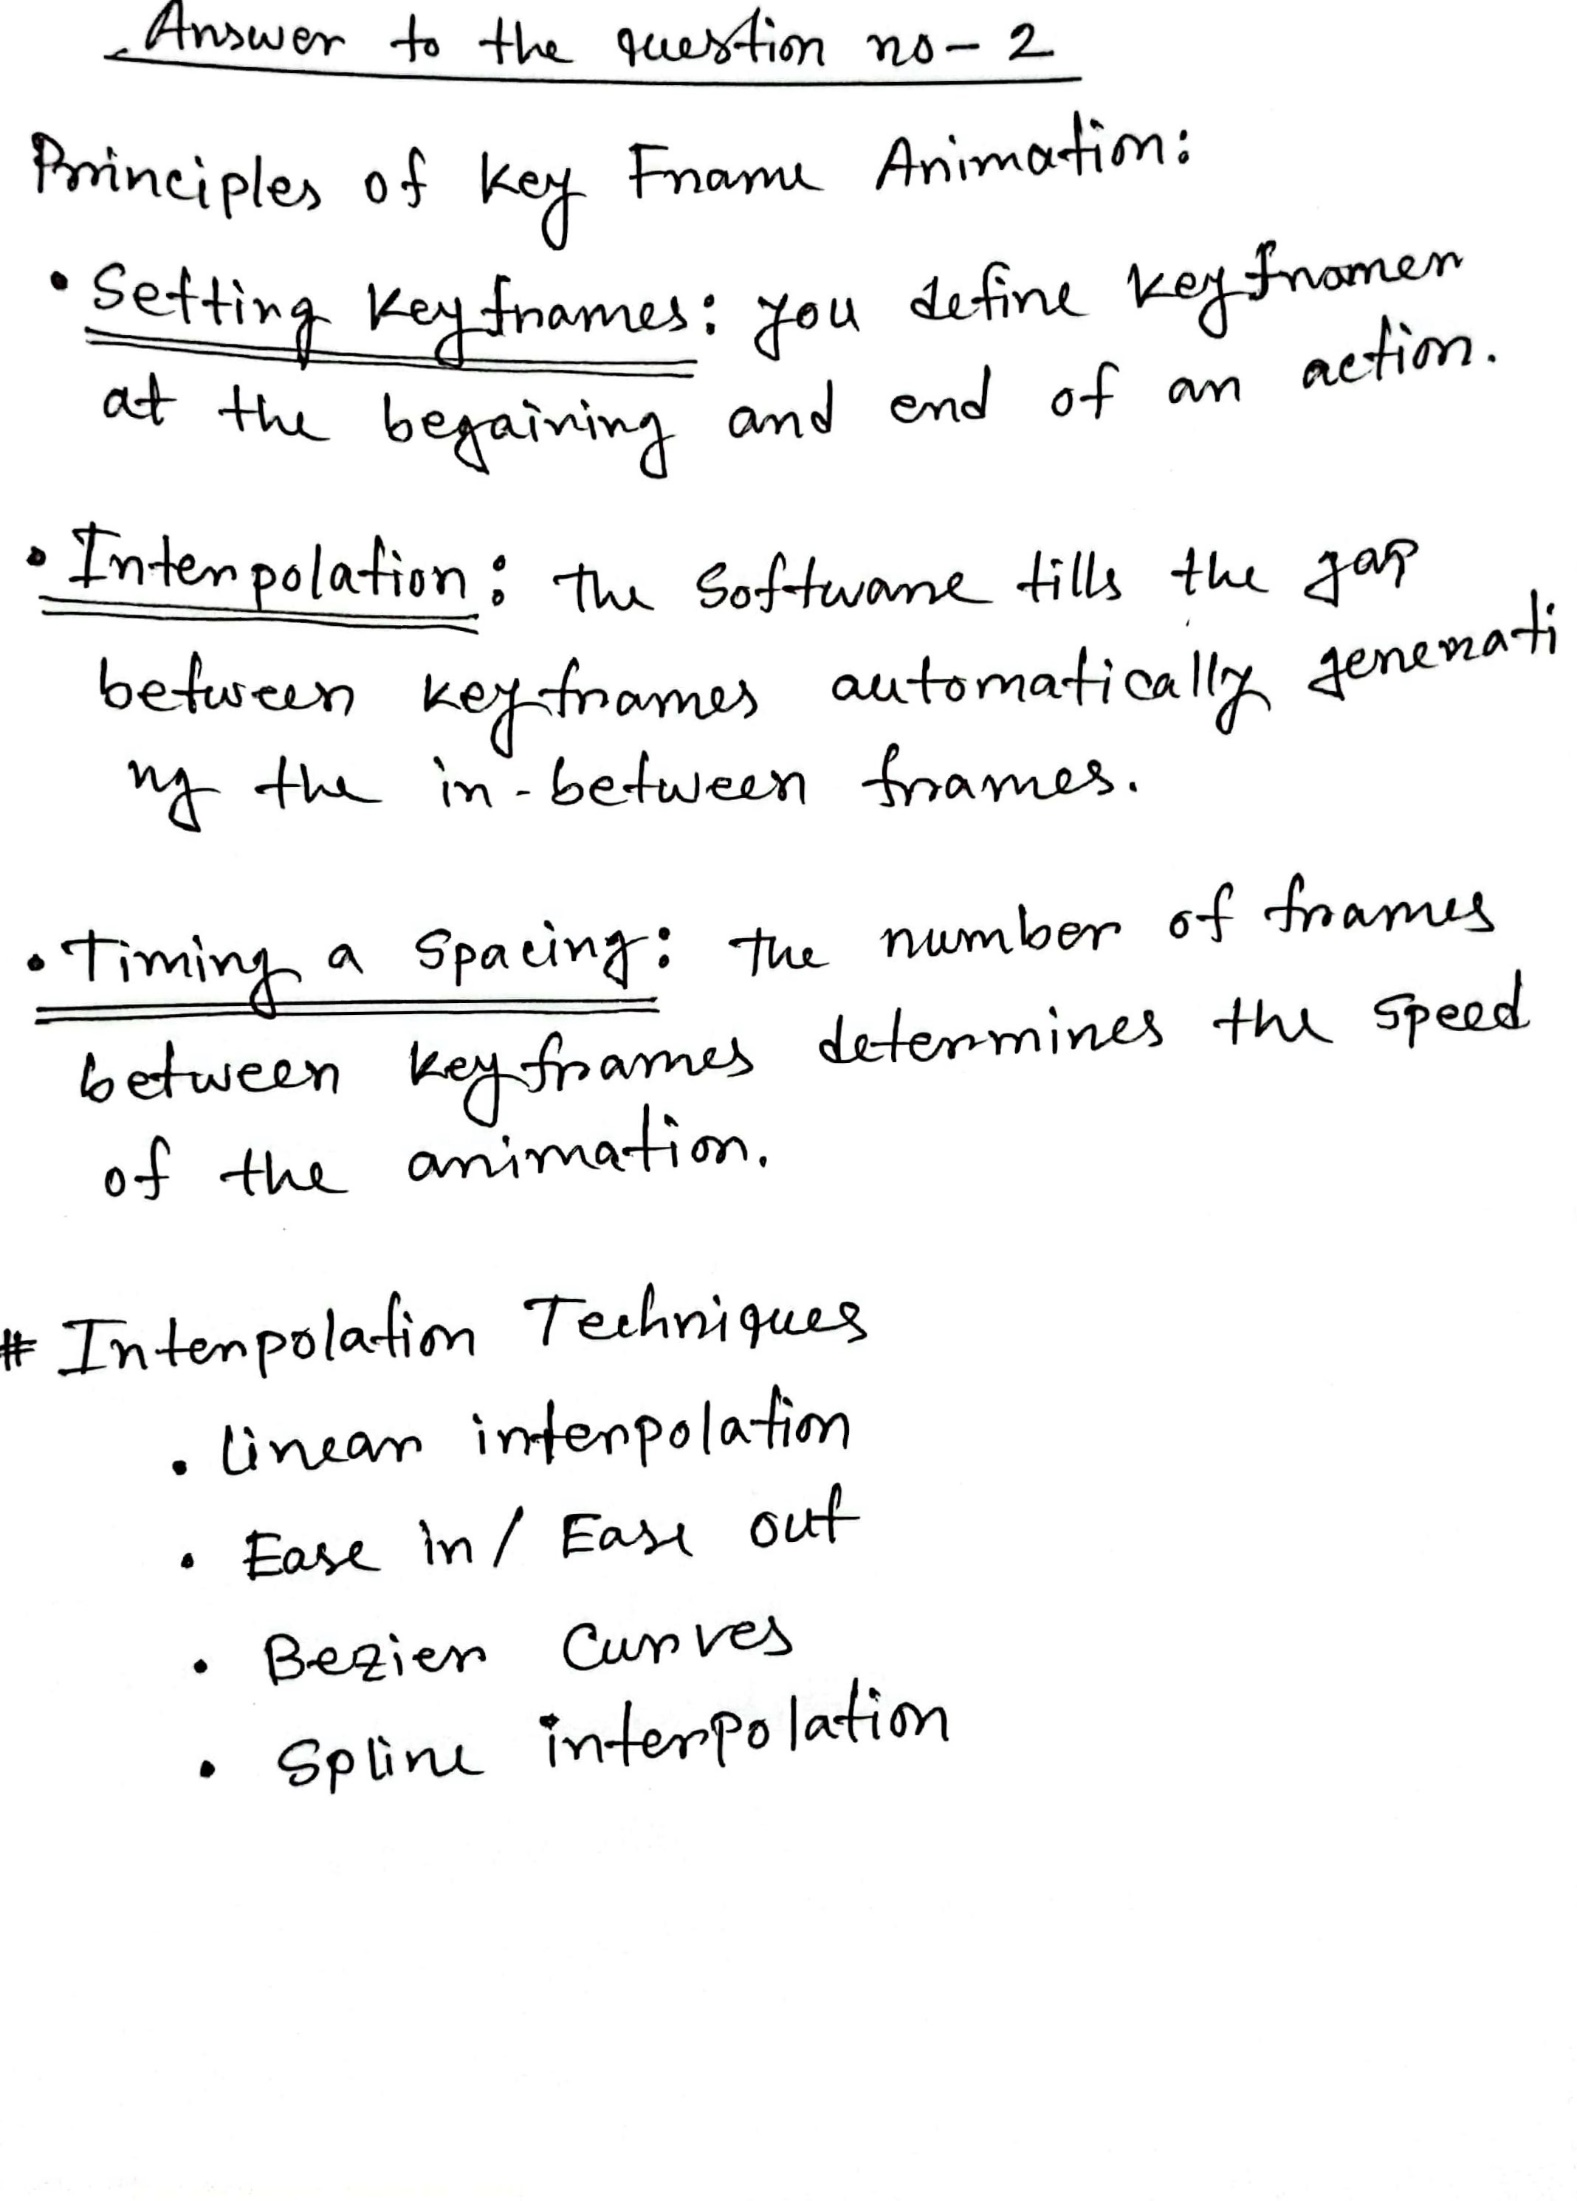 Answer to the question no- 2
Principles of Key Frame Animation:
• Setting Keyframes: you define keyframer
at the begaining and end of an action.
• Interpolation: the software fills the gap
between keyframes automatically generati
ng the in-between frames.
• Timing a Spacing: the number of frames
between keyframes determines the speed
of the animation.
# Interpolation Techniques
• linear interpolation
• Ease in / Ease out
• Bezier Curves
• Spline interpolation